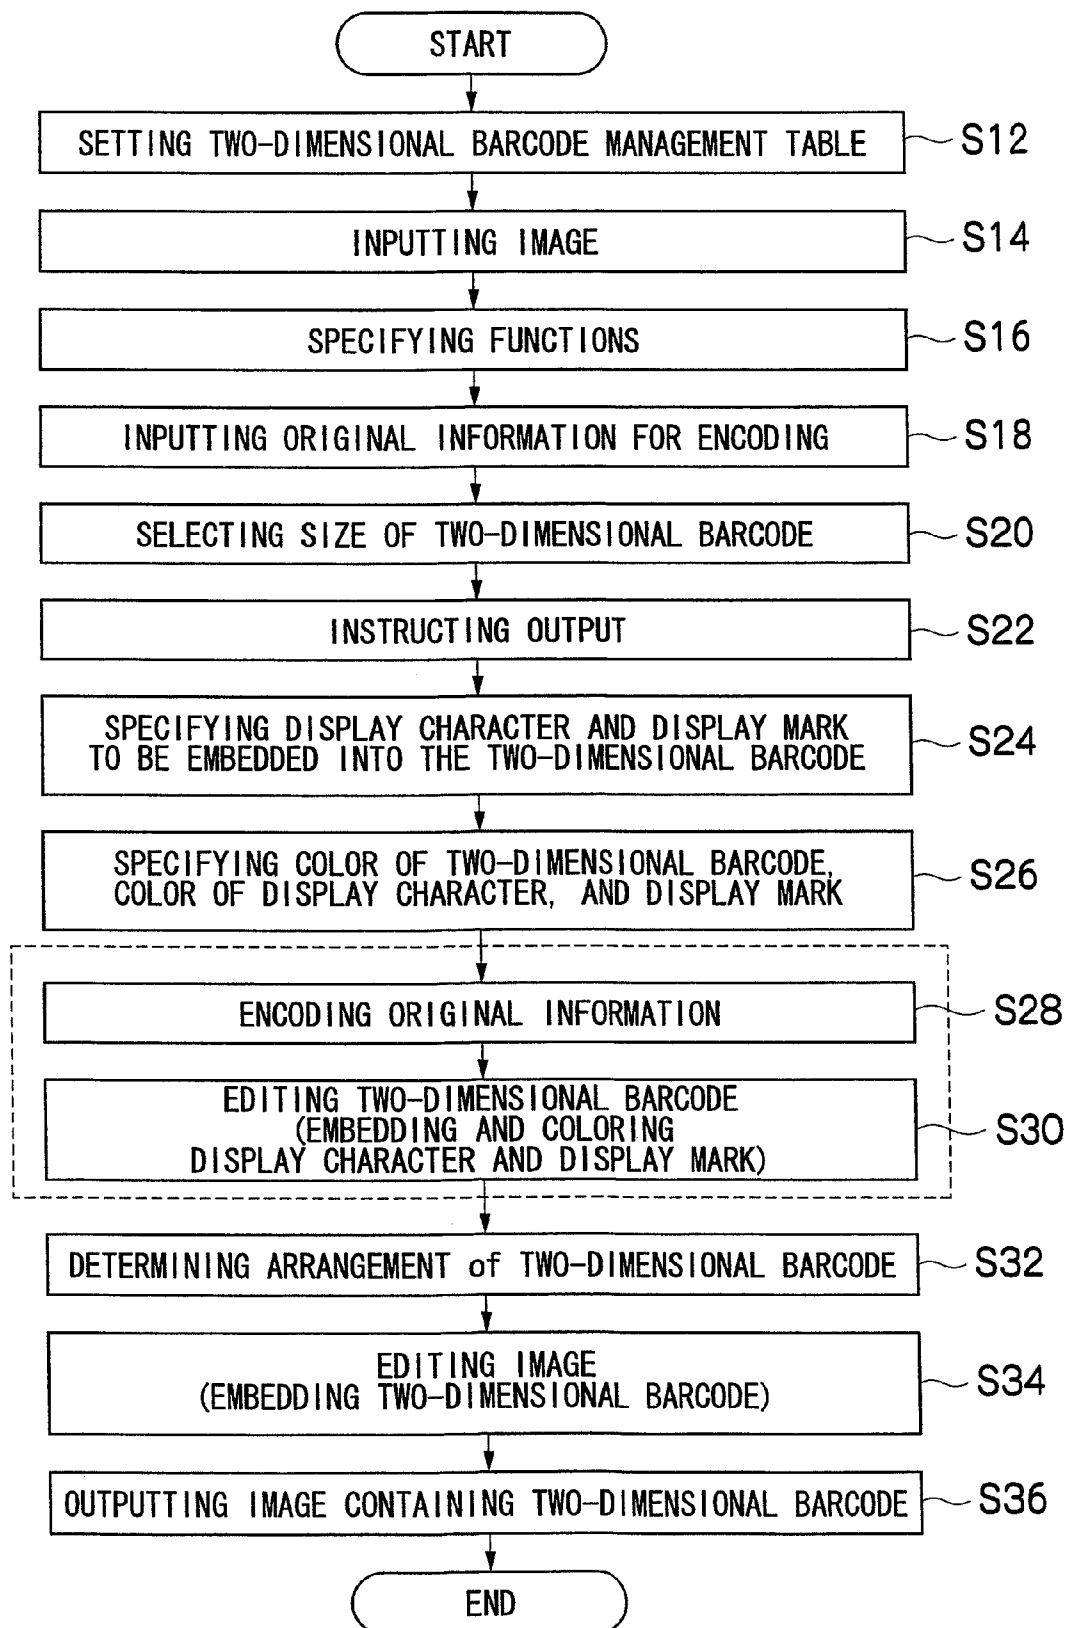 START
SETTING TWO-DIMENSIONAL BARCODE MANAGEMENT TABLE S12
INPUTTING IMAGE S14
SPECIFYING FUNCTIONS S16
INPUTTING ORIGINAL INFORMATION FOR ENCODING S18
SELECTING SIZE OF TWO-DIMENSIONAL BARCODE S20
INSTRUCTING OUTPUT S22
SPECIFYING DISPLAY CHARACTER AND DISPLAY MARK
TO BE EMBEDDED INTO THE TWO-DIMENSIONAL BARCODE S24
SPECIFYING COLOR OF TWO-DIMENSIONAL BARCODE,
COLOR OF DISPLAY CHARACTER, AND DISPLAY MARK S26
ENCODING ORIGINAL INFORMATION S28
EDITING TWO-DIMENSIONAL BARCODE
(EMBEDDING AND COLORING S30
DISPLAY CHARACTER AND DISPLAY MARK)
DETERMINING ARRANGEMENT of TWO-DIMENSIONAL BARCODE S32
EDITING IMAGE
(EMBEDDING TWO-DIMENSIONAL BARCODE) S34
OUTPUTTING IMAGE CONTAINING TWO-DIMENSIONAL BARCODE S36
END